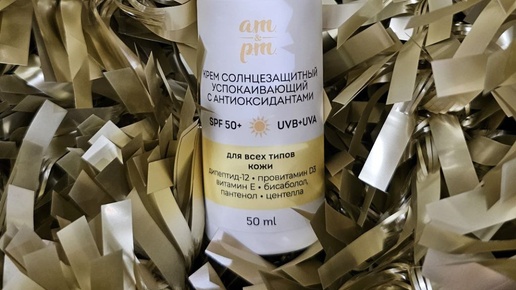 am
&
pm
КРЕМ СОЛНЦЕЗАЩИТНЫЙ
УСПОКАИВАЮЩИЙ
С АНТИОКСИДАНТАМИ
SPF 50+ UVB+UVA
для всех типов
кожи
дипептид-12 • провитамин D3
витамин Е • бисаболол,
пантенол • центелла
50 ml